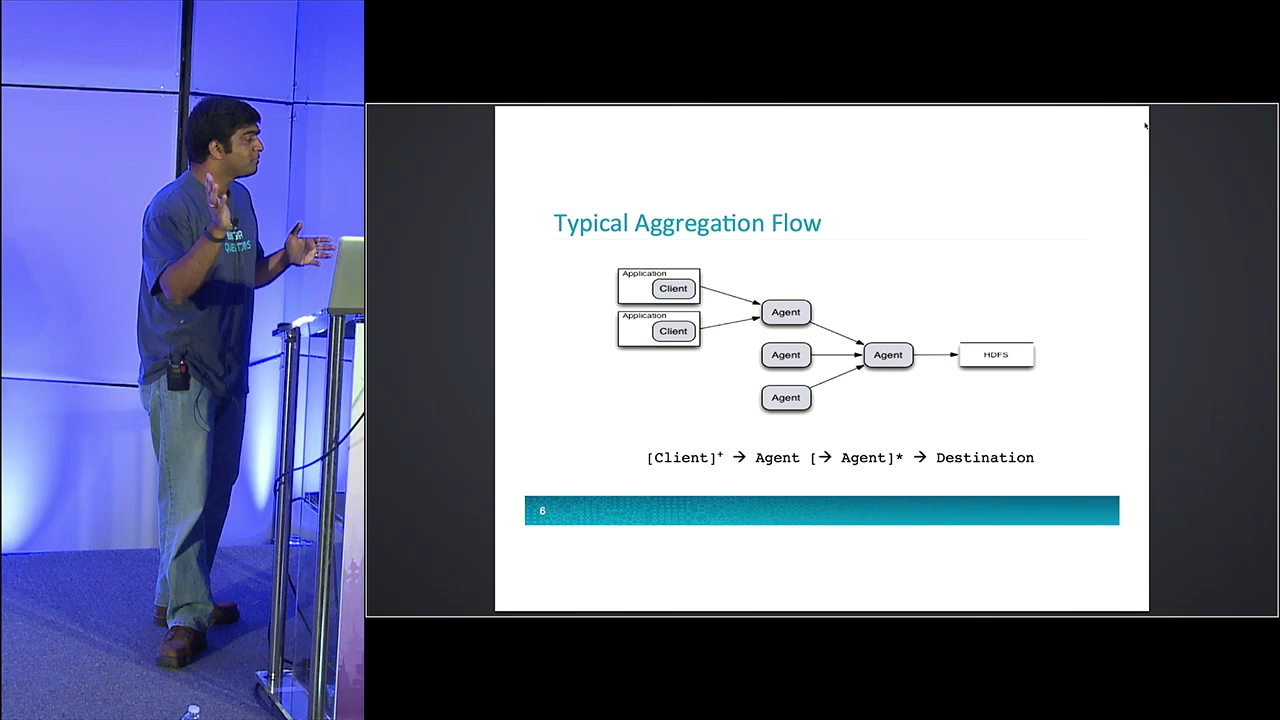 Typical Aggregation Flow
Application
Client
Application
Client
Agent
Agent
Agent
Agent
HDFS
[Client]⁺ → Agent [→ Agent]* → Destination
6